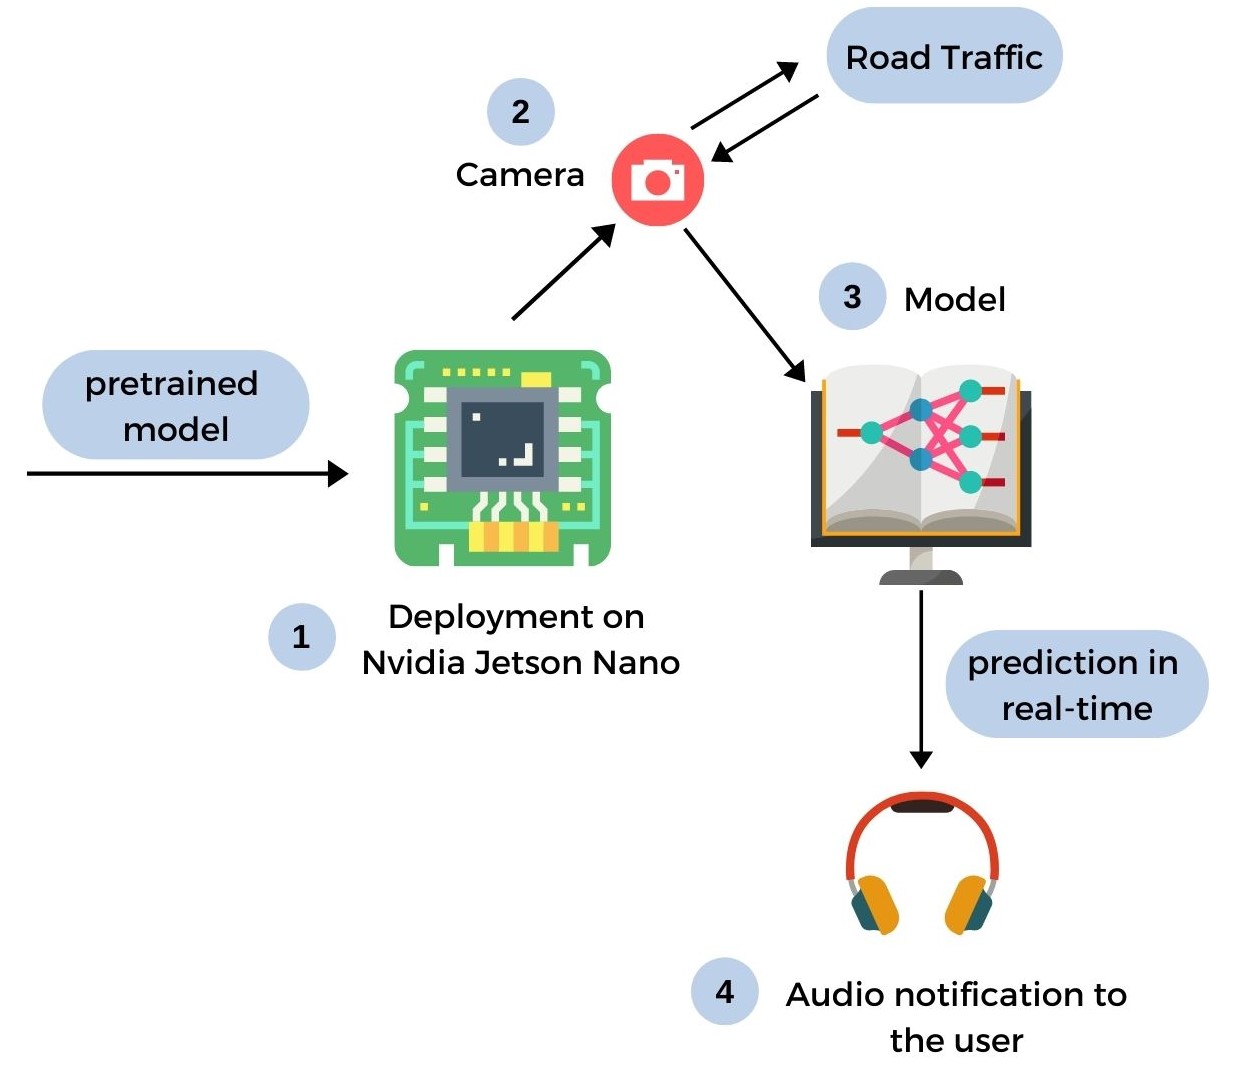 Road Traffic
2
Camera
3
Model
pretrained
model
1
Deployment on
Nvidia Jetson Nano
prediction in
real-time
4
Audio notification to
the user